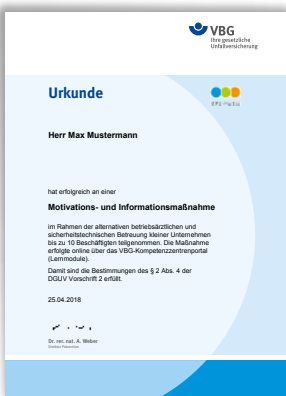 VBG
Ihre gesetzliche
Unfallversicherung
Urkunde
Herr Max Mustermann
hat erfolgreich an einer
Motivations- und Informationsmaßnahme
im Rahmen der alternativen betriebsärztlichen und
sicherheitstechnischen Betreuung kleiner Unternehmen
bis zu 10 Beschäftigten teilgenommen. Die Maßnahme
erfolgte online über das VBG-Kompetenzzentrenportal
(Lernmodule).
Damit sind die Bestimmungen des § 2 Abs. 4 der
DGUV Vorschrift 2 erfüllt.
25.04.2018
Dr. rer. nat. A. Weber